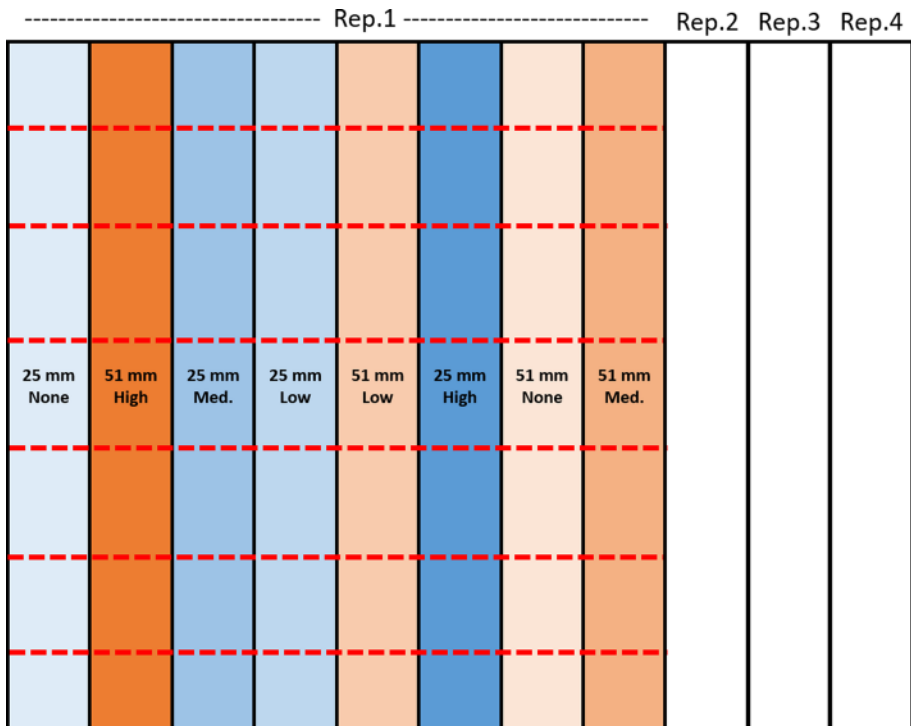 Rep.1
Rep.2
Rep.3
Rep.4
25 mm
None
51 mm
High
25 mm
Med.
25 mm
Low
51 mm
Low
25 mm
High
51 mm
None
51 mm
Med.